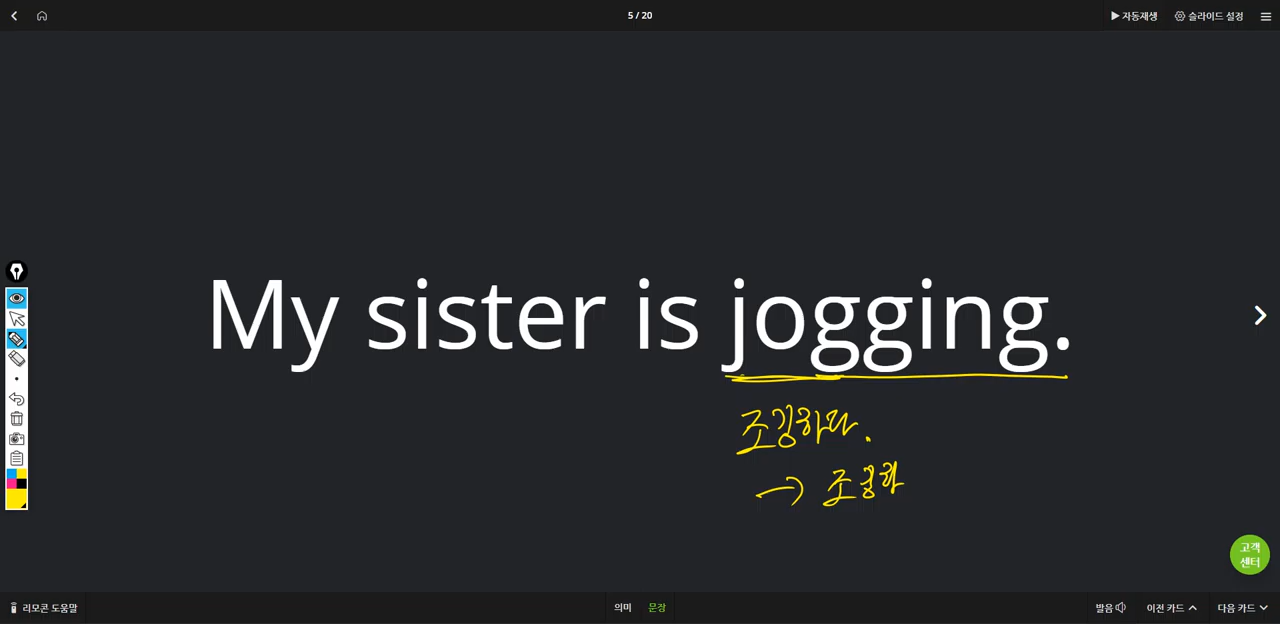 5 / 20
자동재생
슬라이드 설정
My sister is jogging.
조깅하다.
→ 조깅하
고객
센터
리모콘 도움말
의미
문장
발음
이전 카드
다음 카드